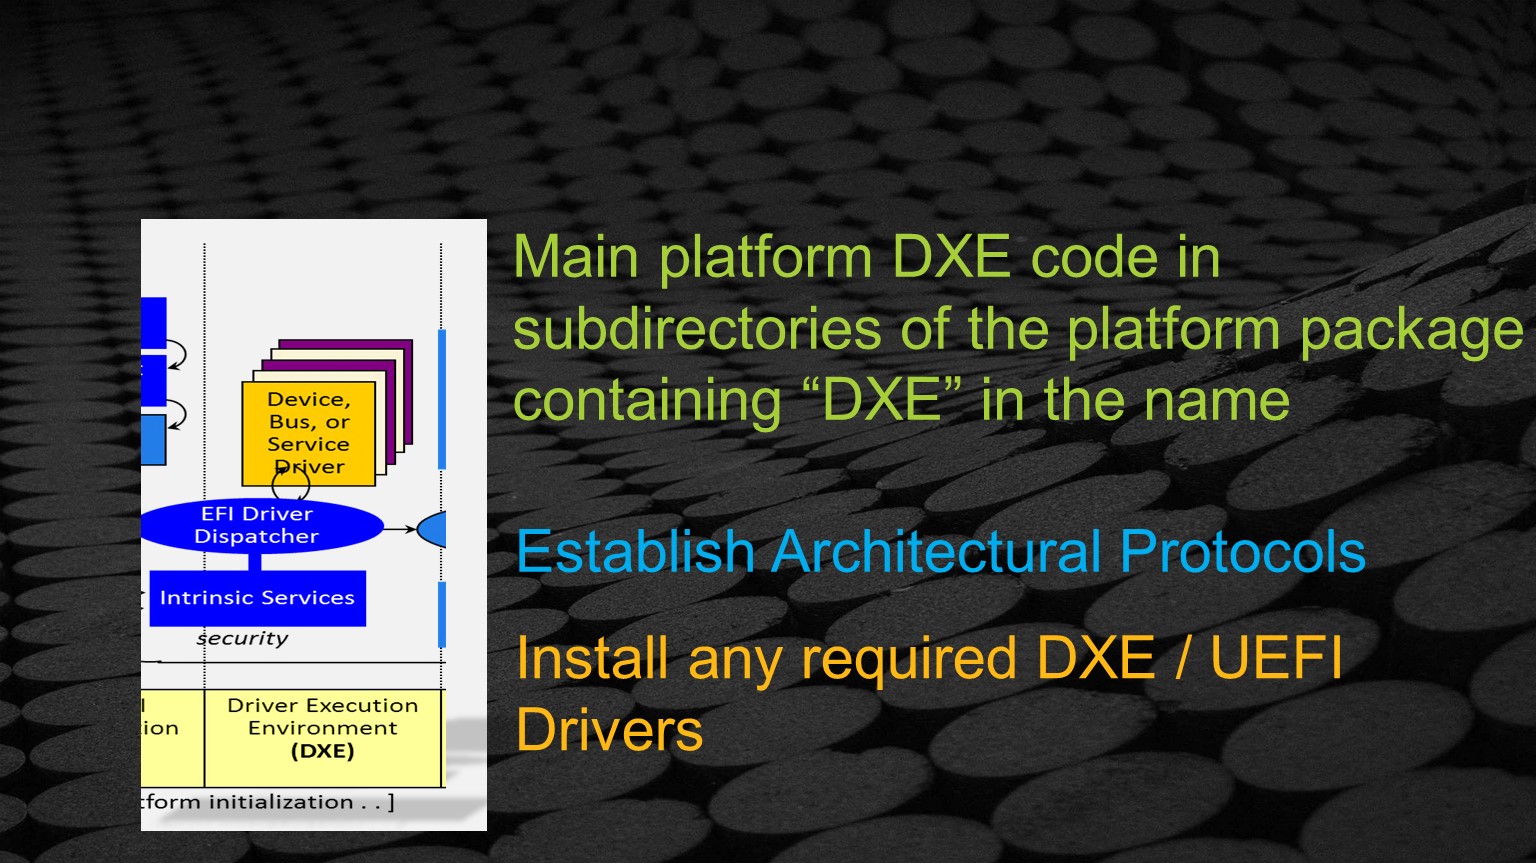 Main platform DXE code in
subdirectories of the platform package
containing “DXE” in the name
Establish Architectural Protocols
Install any required DXE / UEFI
Drivers
Device,
Bus, or
Service
Driver
EFI Driver
Dispatcher
Intrinsic Services
security
Driver Execution
Environment
(DXE)
initialization . . ]